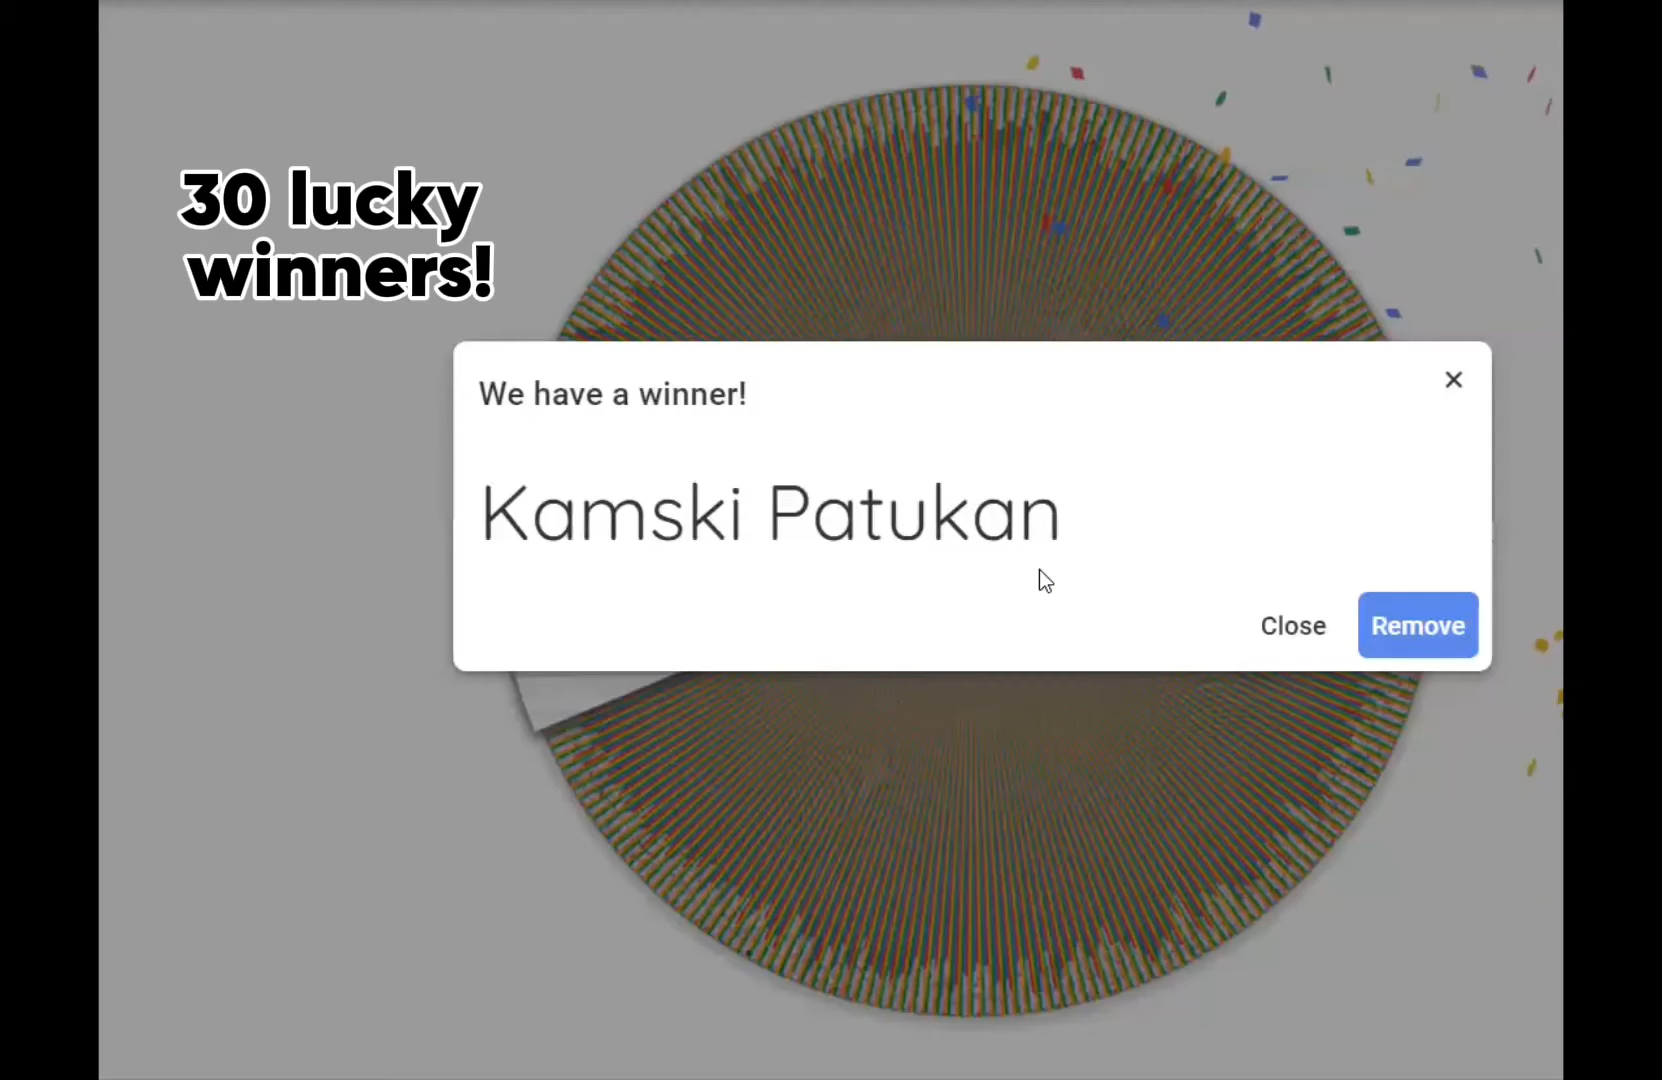 30 lucky
winners!
We have a winner!
×
Kamski Patukan
Close
Remove